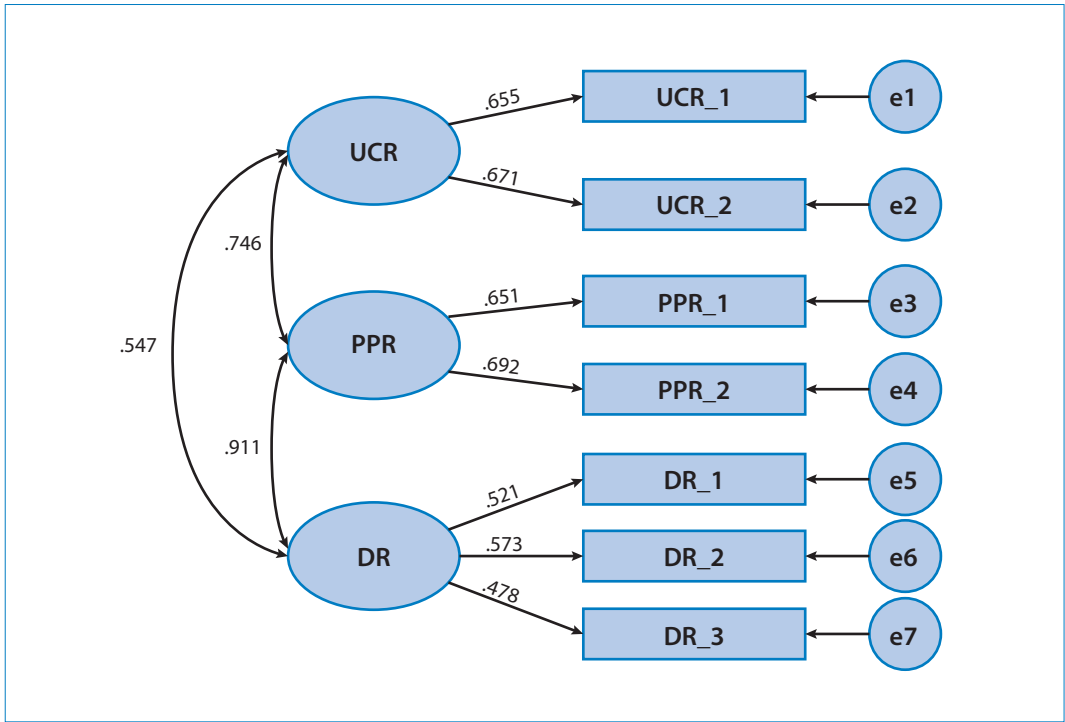 .655
UCR_1
e1
UCR
.671
UCR_2
e2
.746
.651
PPR_1
e3
.547
PPR
.692
PPR_2
e4
.911
.521
DR_1
e5
DR
.573
DR_2
e6
.478
DR_3
e7